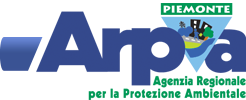 PIEMONTE
Arpa
Agenzia Regionale
per la Protezione Ambientale